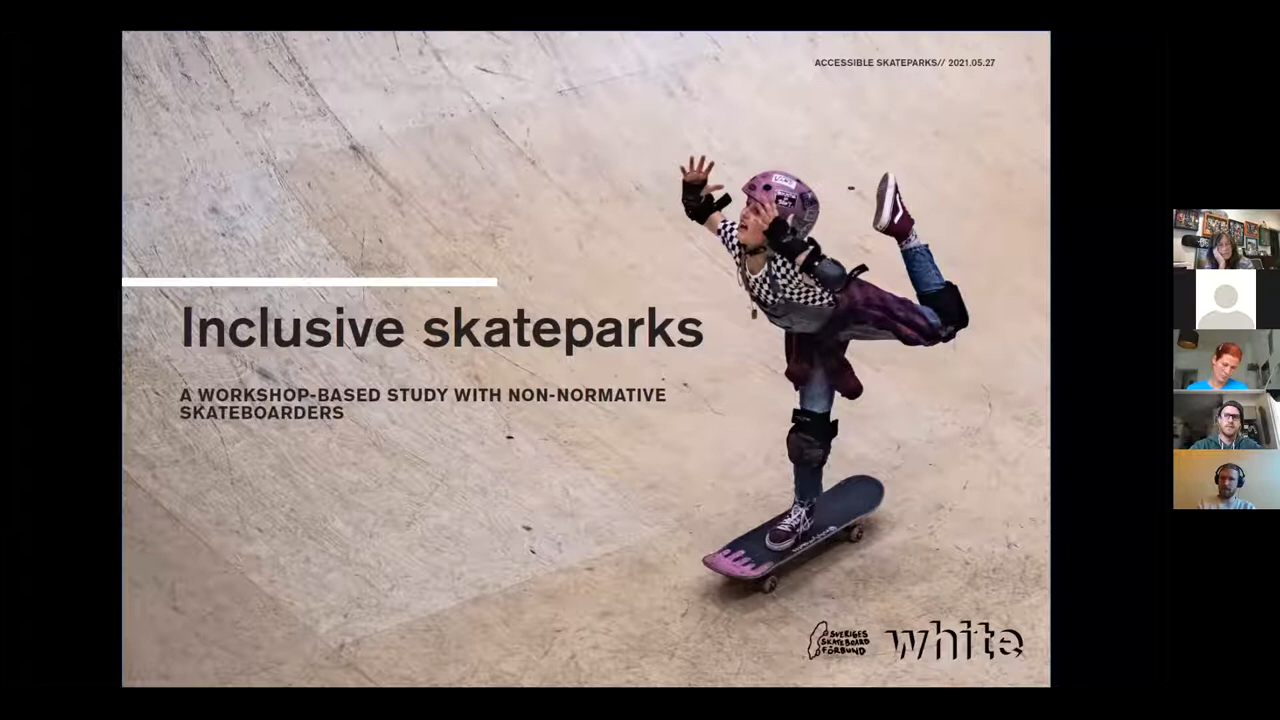 ACCESSIBLE SKATEPARKS// 2021.05.27
Inclusive skateparks
A WORKSHOP-BASED STUDY WITH NON-NORMATIVE
SKATEBOARDERS
SVERIGES
SKATEBOARD
FÖRBUND
white